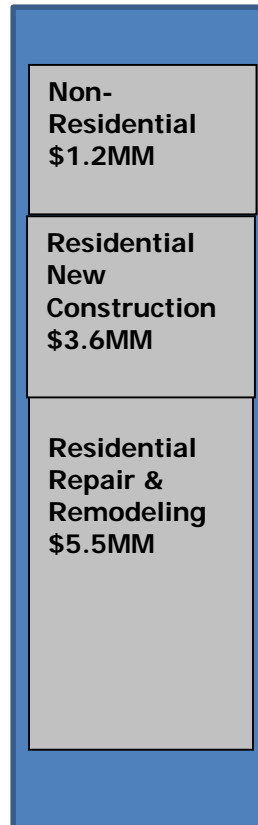 Non-
Residential
$1.2MM
Residential
New
Construction
$3.6MM
Residential
Repair &
Remodeling
$5.5MM